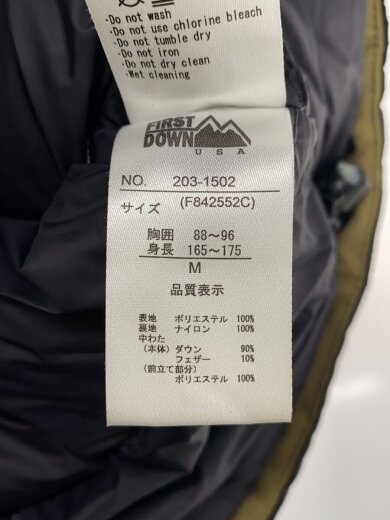 ·Do not wash
·Do not use chlorine bleach
·Do not tumble dry
·Do not iron
·Do not dry clean
·Wet cleaning
FIRST
DOWN
USA
NO. 203-1502
サイズ (F842552C)
胸囲 88～96
身長 165～175
M
品質表示
表地 ポリエステル 100%
裏地 ナイロン 100%
中わた
(本体) ダウン 90%
フェザー 10%
(前立て部分)
ポリエステル 100%